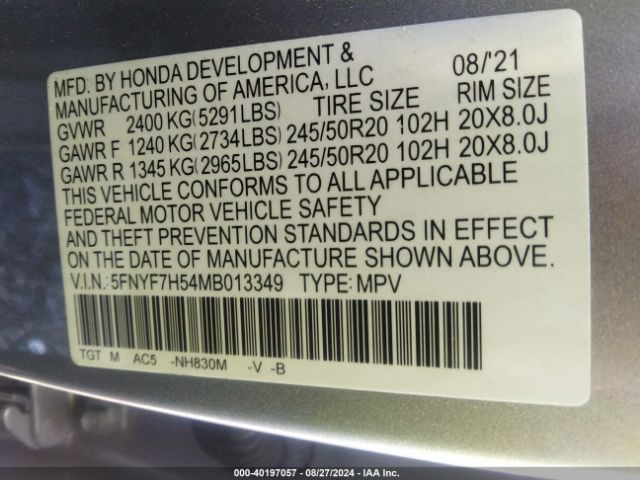 MFD. BY HONDA DEVELOPMENT & 08/'21
MANUFACTURING OF AMERICA, LLC
GVWR 2400 KG(5291LBS) TIRE SIZE RIM SIZE
GAWR F 1240 KG(2734LBS) 245/50R20 102H 20X8.0J
GAWR R 1345 KG(2965LBS) 245/50R20 102H 20X8.0J
THIS VEHICLE CONFORMS TO ALL APPLICABLE
FEDERAL MOTOR VEHICLE SAFETY
AND THEFT PREVENTION STANDARDS IN EFFECT
ON THE DATE OF MANUFACTURE SHOWN ABOVE.
V.I.N.: 5FNYF7H54MB013349 TYPE: MPV
TGT M AC5 -NH830M -V -B
000-40197057 - 08/27/2024 - IAA Inc.